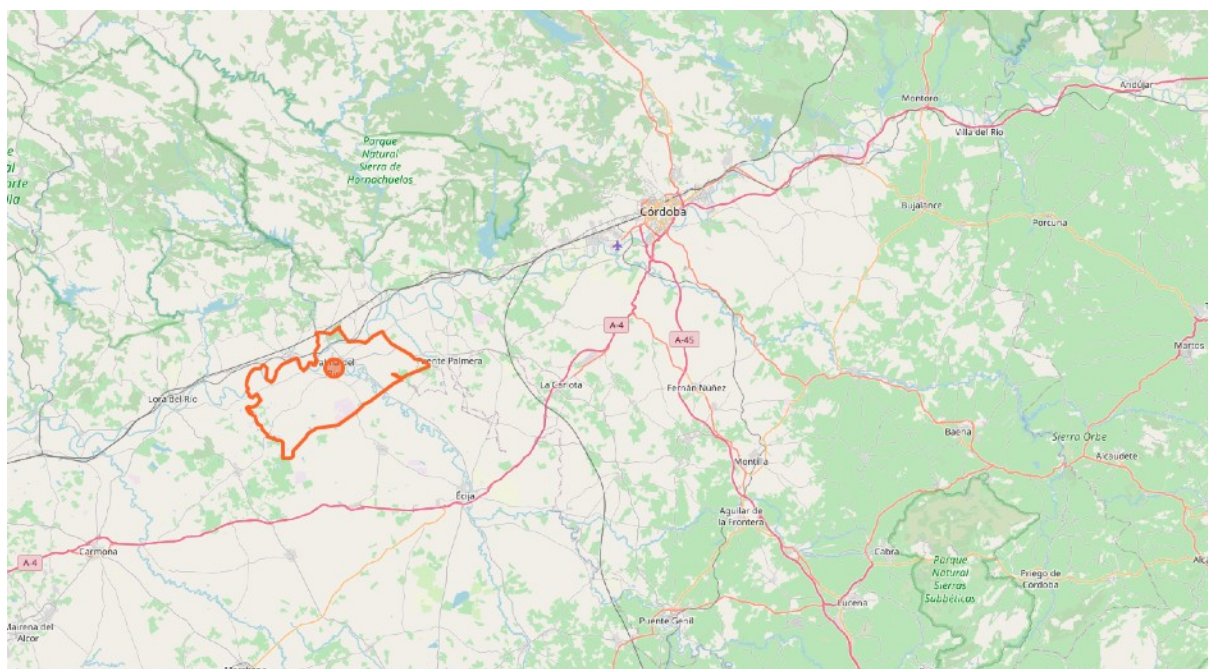 Andújar
Montoro
Villa del Río
Parque
Natural
Sierra de
Hornachuelos
Córdoba
Bujalance
Porcuna
A-4
A-45
Martos
Fuente Palmera
La Carlota
Fernán Núñez
Lora del Río
Baena
Sierra Orbe
Alcaudete
Montilla
Écija
Aguilar de
la Frontera
Carmona
Cabra
A-4
Parque
Natural
Sierras
Subbéticas
Priego de
Córdoba
Lucena
Puente Genil
Mairena del
Alcor